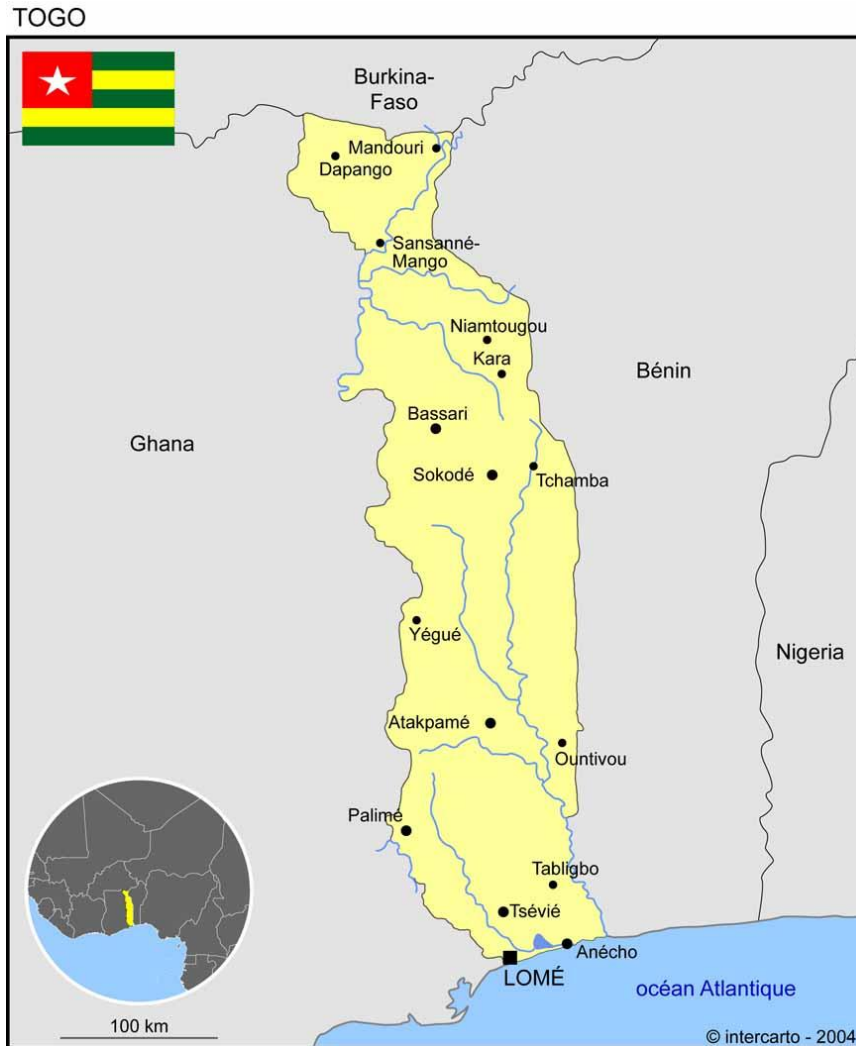 TOGO
Burkina-
Faso
Mandouri
Dapango
Sansanné-
Mango
Niamtougou
Kara
Bénin
Bassari
Ghana
Sokodé
Tchamba
Yégué
Nigeria
Atakpamé
Ountivou
Palimé
Tabligbo
Tsévié
Anécho
LOMÉ
océan Atlantique
100 km
© intercarto - 2004